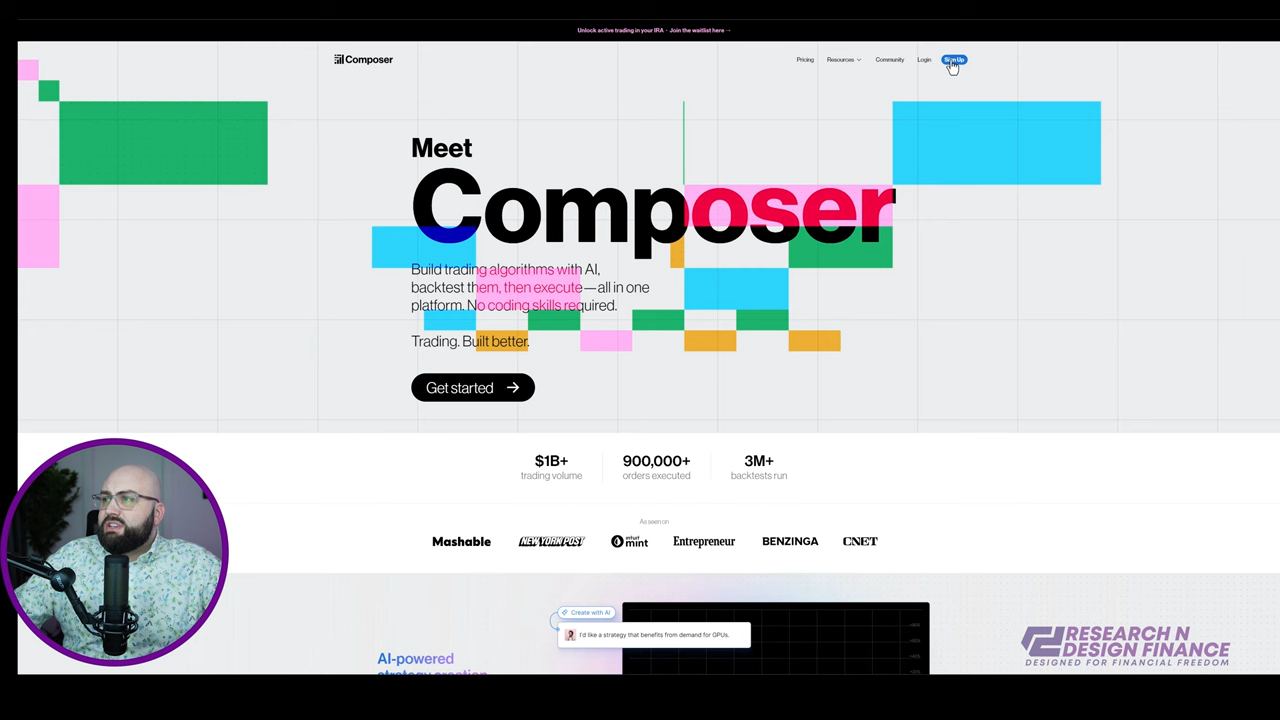 Unlock active trading in your IRA · Join the waitlist here →
Composer
Pricing
Resources
Community
Login
Sign Up
Meet
Composer
Build trading algorithms with AI,
backtest them, then execute—all in one
platform. No coding skills required.
Trading. Built better.
Get started →
$1B+
trading volume
900,000+
orders executed
3M+
backtests run
As seen on
Mashable
NEW YORK POST
intuit
mint
Entrepreneur
BENZINGA
CNET
Create with AI
I'd like a strategy that benefits from demand for GPUs.
AI-powered
strategy creation
RESEARCH N
DESIGN FINANCE
DESIGNED FOR FINANCIAL FREEDOM